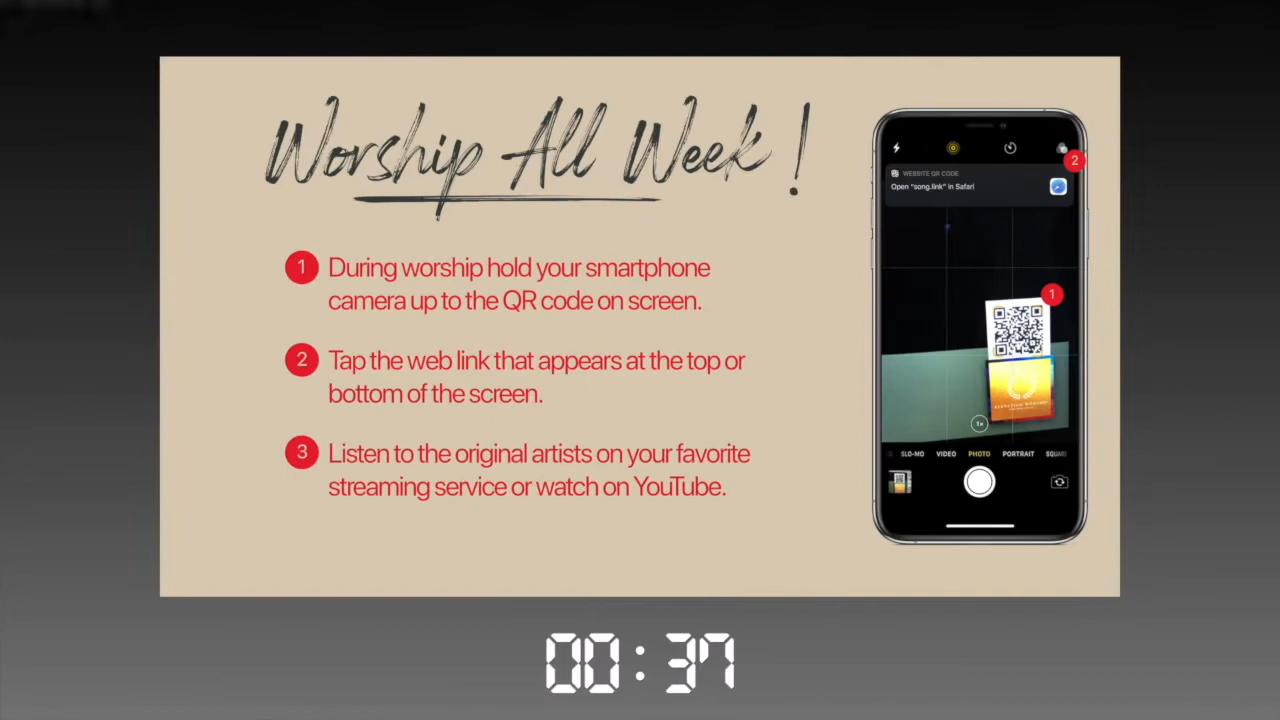 Worship All Week!
1 During worship hold your smartphone
camera up to the QR code on screen.
2 Tap the web link that appears at the top or
bottom of the screen.
3 Listen to the original artists on your favorite
streaming service or watch on YouTube.
2
WEBSITE QR CODE
Open “song.link” in Safari
1
1x
SLO-MO VIDEO PHOTO PORTRAIT
00:37